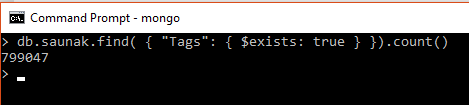 Command Prompt - mongo
> db.saunak.find( { "Tags": { $exists: true } }).count()
799047
>